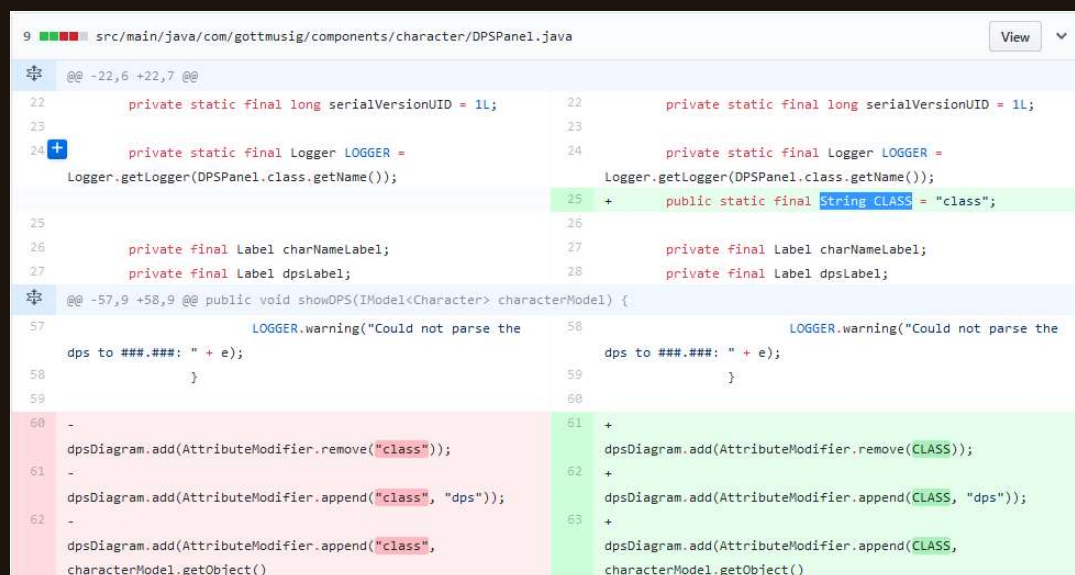 9 src/main/java/com/gottmusig/components/character/DPSPanel.java View
@@ -22,6 +22,7 @@
22 private static final long serialVersionUID = 1L; 22 private static final long serialVersionUID = 1L;
23 23
24 + private static final Logger LOGGER = 24 private static final Logger LOGGER =
Logger.getLogger(DPSPanel.class.getName()); Logger.getLogger(DPSPanel.class.getName());
25 + public static final String CLASS = "class";
25 26
26 private final Label charNameLabel; 27 private final Label charNameLabel;
27 private final Label dpsLabel; 28 private final Label dpsLabel;
@@ -57,9 +58,9 @@ public void showDPS(IModel<Character> characterModel) {
57 LOGGER.warning("Could not parse the 58 LOGGER.warning("Could not parse the
dps to ###.###: " + e); dps to ###.###: " + e);
58 } 59 }
59 60
60 - 61 +
dpsDiagram.add(AttributeModifier.remove("class")); dpsDiagram.add(AttributeModifier.remove(CLASS));
61 - 62 +
dpsDiagram.add(AttributeModifier.append("class", "dps")); dpsDiagram.add(AttributeModifier.append(CLASS, "dps"));
62 - 63 +
dpsDiagram.add(AttributeModifier.append("class", dpsDiagram.add(AttributeModifier.append(CLASS,
characterModel.getObject() characterModel.getObject()